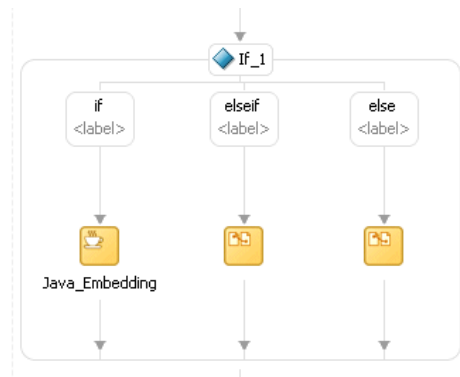 If_1
if
elseif
else
<label>
<label>
<label>
Java_Embedding